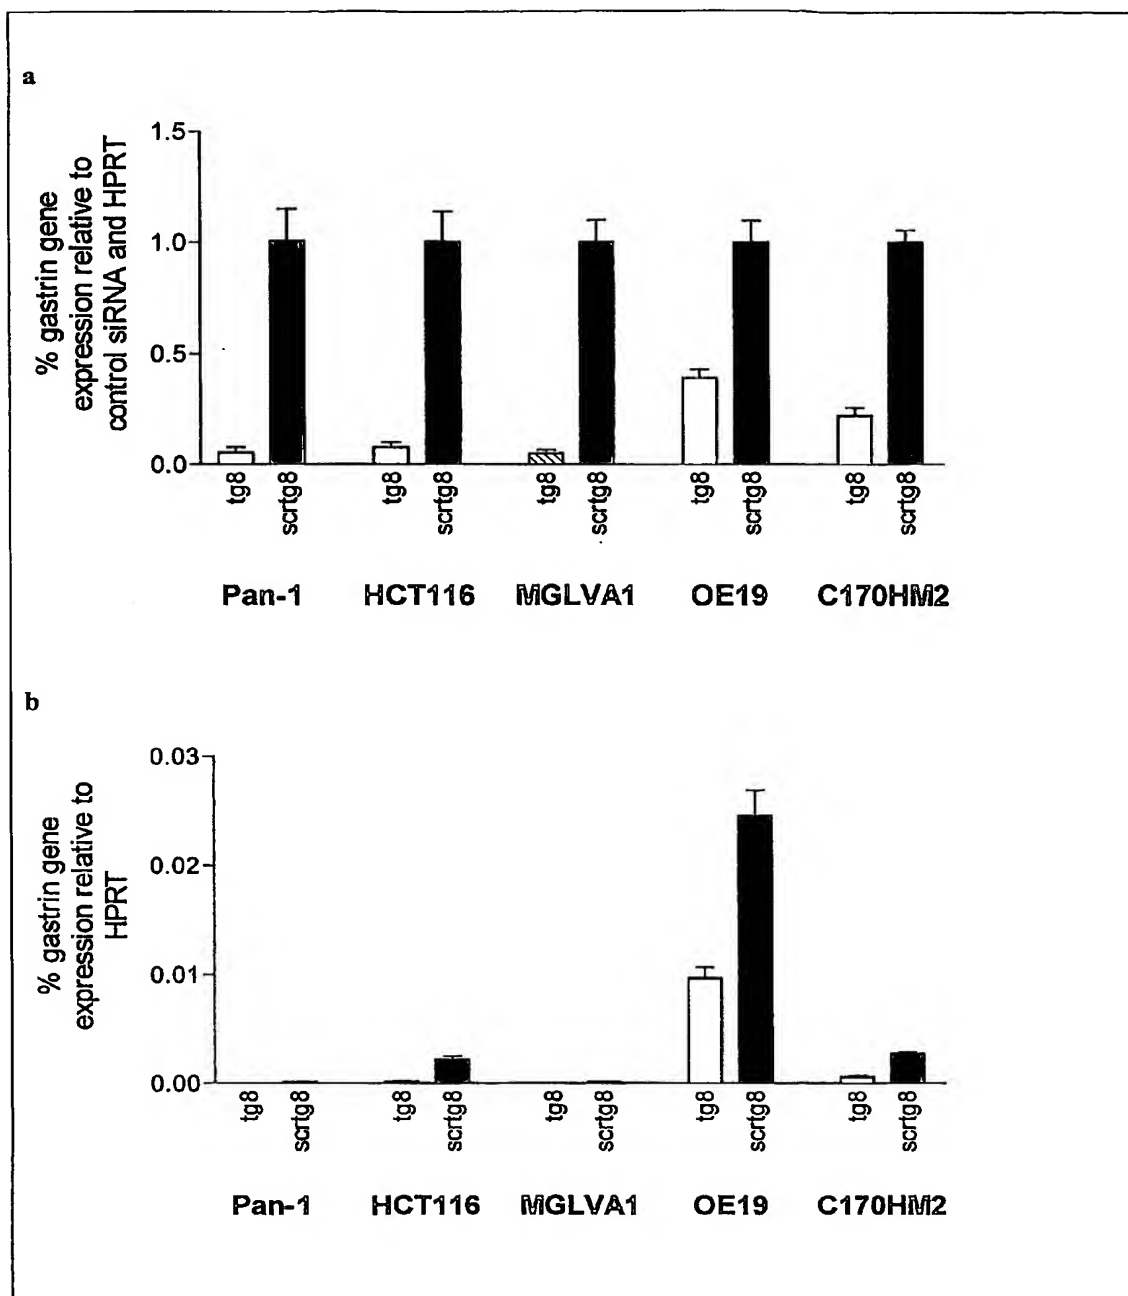 a
% gastrin gene
expression relative to
control siRNA and HPRT
1.5
1.0
0.5
0.0
tg8
scrtg8
tg8
scrtg8
tg8
scrtg8
tg8
scrtg8
tg8
scrtg8
Pan-1 HCT116 MGLVA1 OE19 C170HM2
b
% gastrin gene
expression relative to
HPRT
0.03
0.02
0.01
0.00
tg8
scrtg8
tg8
scrtg8
tg8
scrtg8
tg8
scrtg8
tg8
scrtg8
Pan-1 HCT116 MGLVA1 OE19 C170HM2